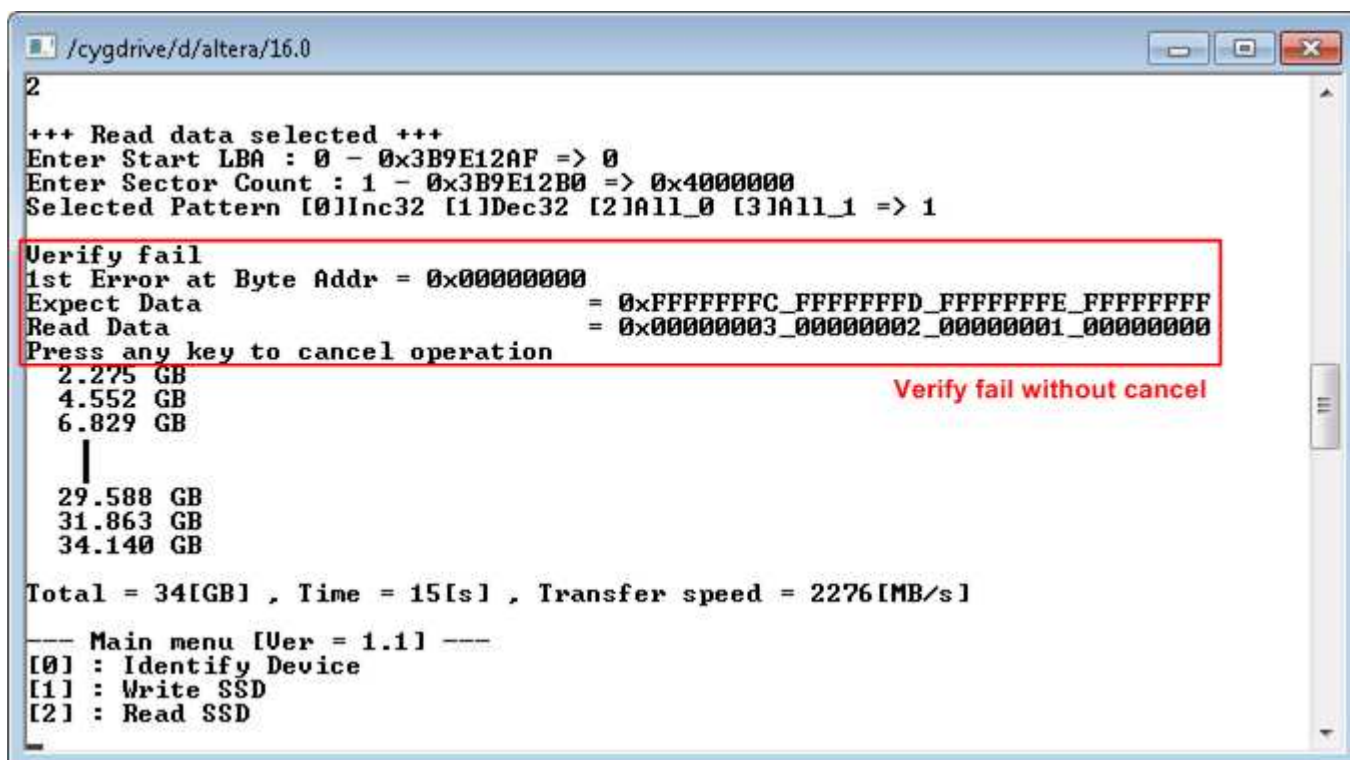 /cygdrive/d/altera/16.0
2
+++ Read data selected +++
Enter Start LBA : 0 - 0x3B9E12AF => 0
Enter Sector Count : 1 - 0x3B9E12B0 => 0x4000000
Selected Pattern [0]Inc32 [1]Dec32 [2]All_0 [3]All_1 => 1
Verify fail
1st Error at Byte Addr = 0x00000000
Expect Data = 0xFFFFFFFC_FFFFFFFD_FFFFFFFE_FFFFFFFF
Read Data = 0x00000003_00000002_00000001_00000000
Press any key to cancel operation
2.275 GB
Verify fail without cancel
4.552 GB
6.829 GB
29.588 GB
31.863 GB
34.140 GB
Total = 34[GB] , Time = 15[s] , Transfer speed = 2276[MB/s]
--- Main menu [Ver = 1.1] ---
[0] : Identify Device
[1] : Write SSD
[2] : Read SSD